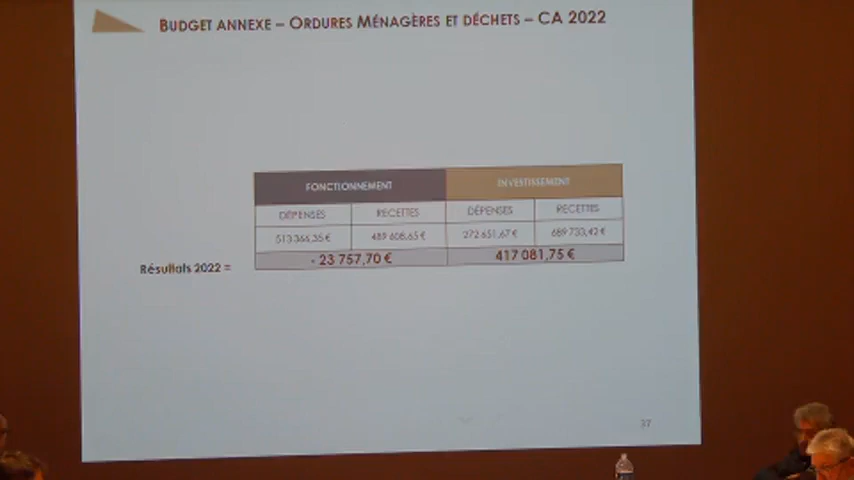 BUDGET ANNEXE – ORDURES MÉNAGÈRES ET DÉCHETS – CA 2022
FONCTIONNEMENT INVESTISSEMENT
DÉPENSES RECETTES DÉPENSES RECETTES
513 366,35 € 489 608,65 € 272 651,67 € 689 733,42 €
Résultats 2022 = - 23 757,70 € 417 081,75 €
37